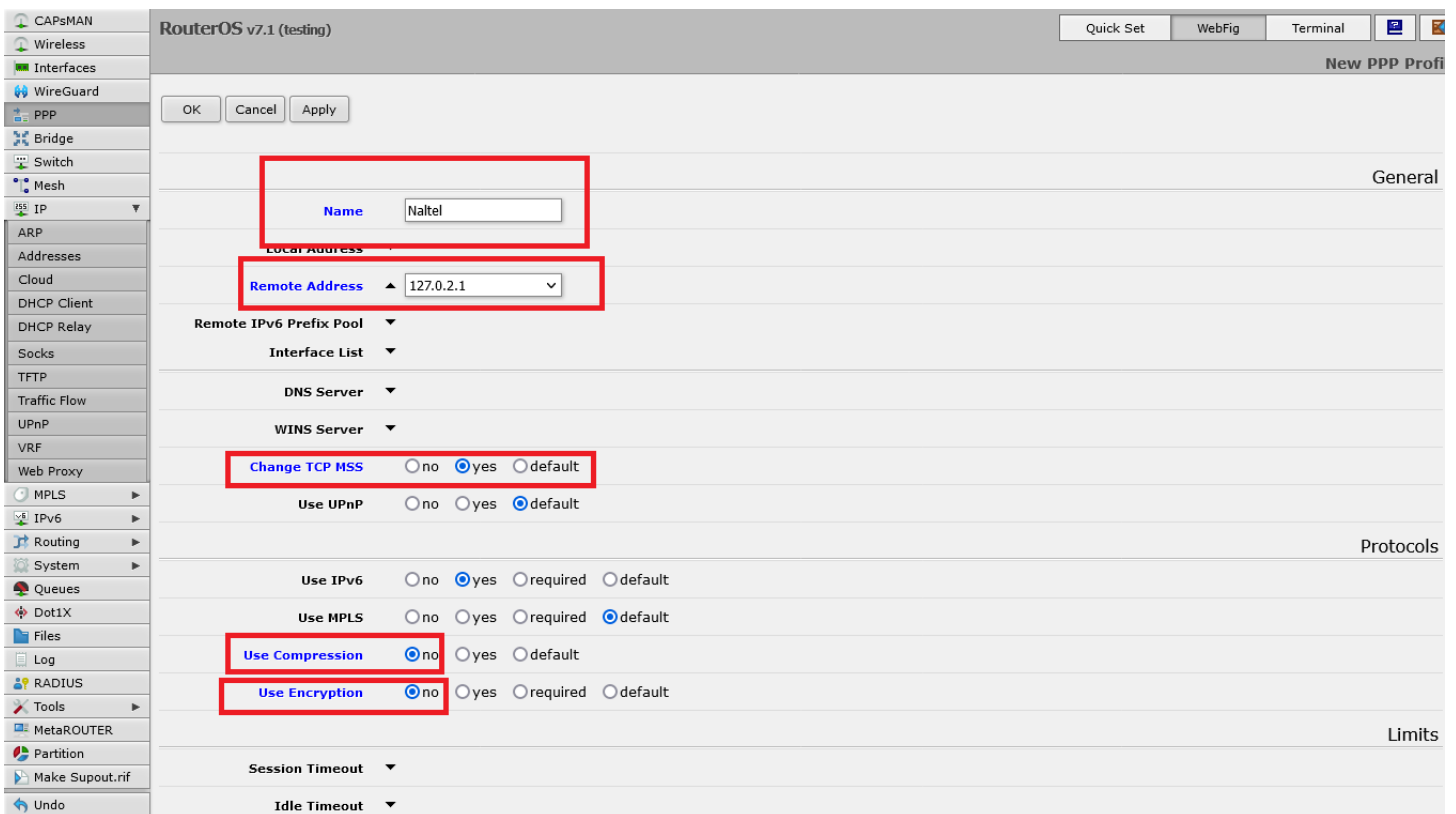 CAPsMAN
Wireless
Interfaces
WireGuard
PPP
Bridge
Switch
Mesh
IP
ARP
Addresses
Cloud
DHCP Client
DHCP Relay
Socks
TFTP
Traffic Flow
UPnP
VRF
Web Proxy
MPLS
IPv6
Routing
System
Queues
Dot1X
Files
Log
RADIUS
Tools
MetaROUTER
Partition
Make Supout.rif
Undo
RouterOS v7.1 (testing)
Quick Set WebFig Terminal
New PPP Profi
OK Cancel Apply
General
Name Naltel
Local Address
Remote Address 127.0.2.1
Remote IPv6 Prefix Pool
Interface List
DNS Server
WINS Server
Change TCP MSS no yes default
Use UPnP no yes default
Protocols
Use IPv6 no yes required default
Use MPLS no yes required default
Use Compression no yes default
Use Encryption no yes required default
Limits
Session Timeout
Idle Timeout